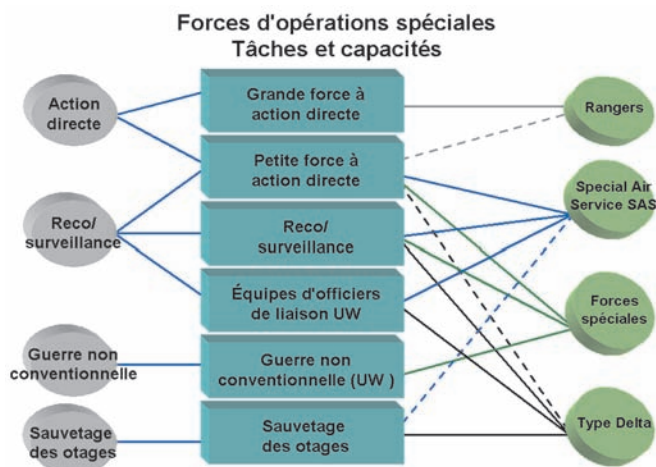 Forces d'opérations spéciales
Tâches et capacités
Action
directe
Reco/
surveillance
Guerre non
conventionnelle
Sauvetage
des otages
Grande force à
action directe
Petite force à
action directe
Reco/
surveillance
Équipes d'officiers
de liaison UW
Guerre non
conventionnelle (UW )
Sauvetage
des otages
Rangers
Special Air
Service SAS
Forces
spéciales
Type Delta